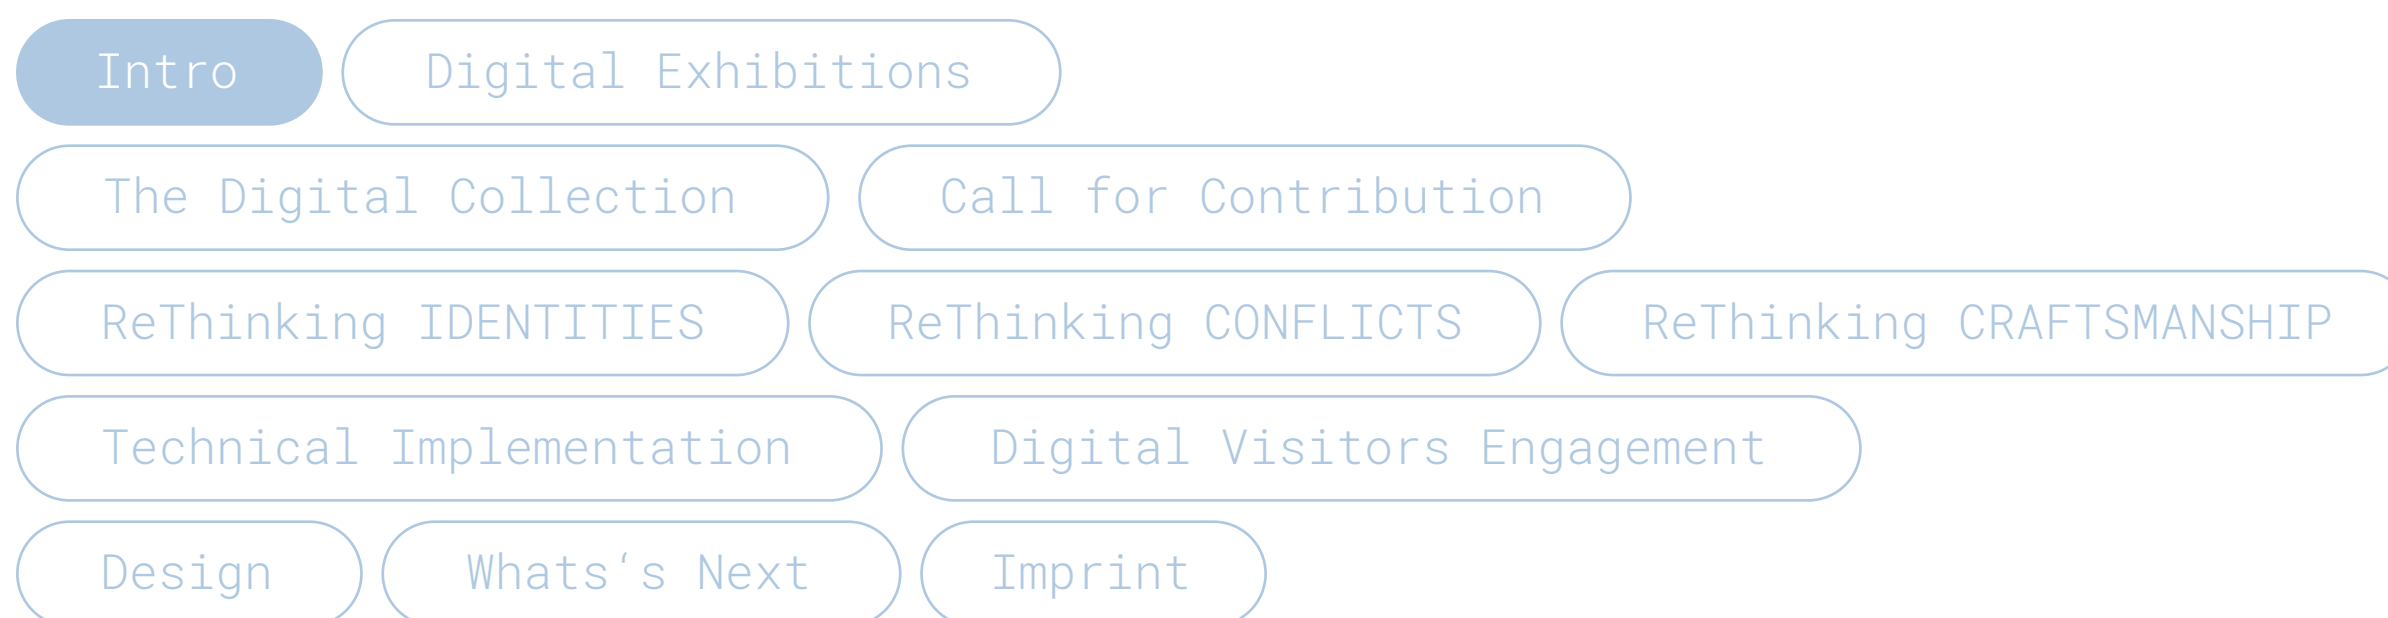 Intro Digital Exhibitions
The Digital Collection Call for Contribution
ReThinking IDENTITIES ReThinking CONFLICTS ReThinking CRAFTSMANSHIP
Technical Implementation Digital Visitors Engagement
Design Whats‘s Next Imprint